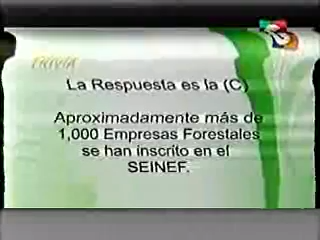 trivia
La Respuesta es la (C)
Aproximadamente más de
1,000 Empresas Forestales
se han inscrito en el
SEINEF.